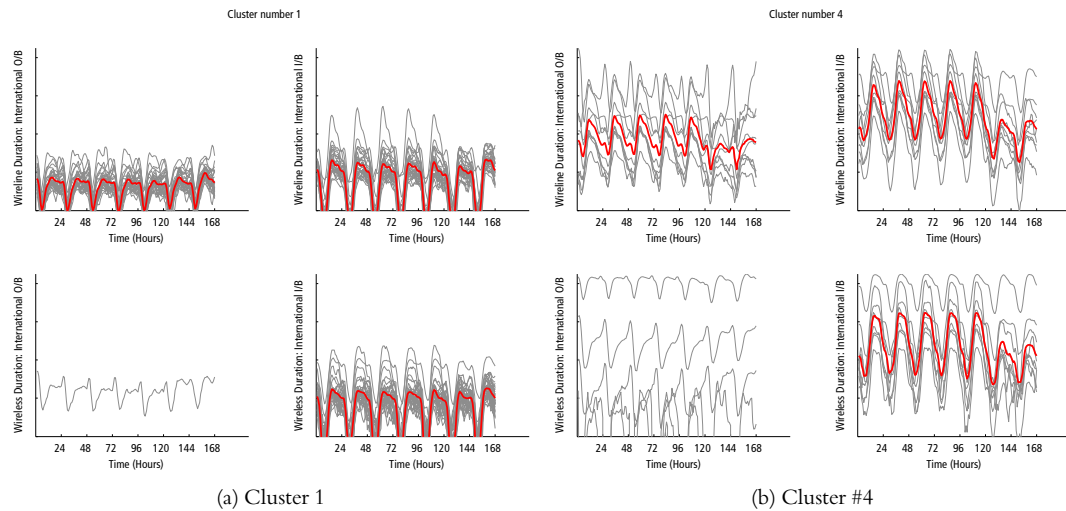 Cluster number 1
Cluster number 4
Wireline Duration: International O/B
24 48 72 96 120 144 168
Time (Hours)
Wireline Duration: International I/B
24 48 72 96 120 144 168
Time (Hours)
Wireline Duration: International O/B
24 48 72 96 120 144 168
Time (Hours)
Wireline Duration: International I/B
24 48 72 96 120 144 168
Time (Hours)
Wireless Duration: International O/B
24 48 72 96 120 144 168
Time (Hours)
Wireless Duration: International I/B
24 48 72 96 120 144 168
Time (Hours)
Wireless Duration: International O/B
24 48 72 96 120 144 168
Time (Hours)
Wireless Duration: International I/B
24 48 72 96 120 144 168
Time (Hours)
(a) Cluster 1
(b) Cluster #4